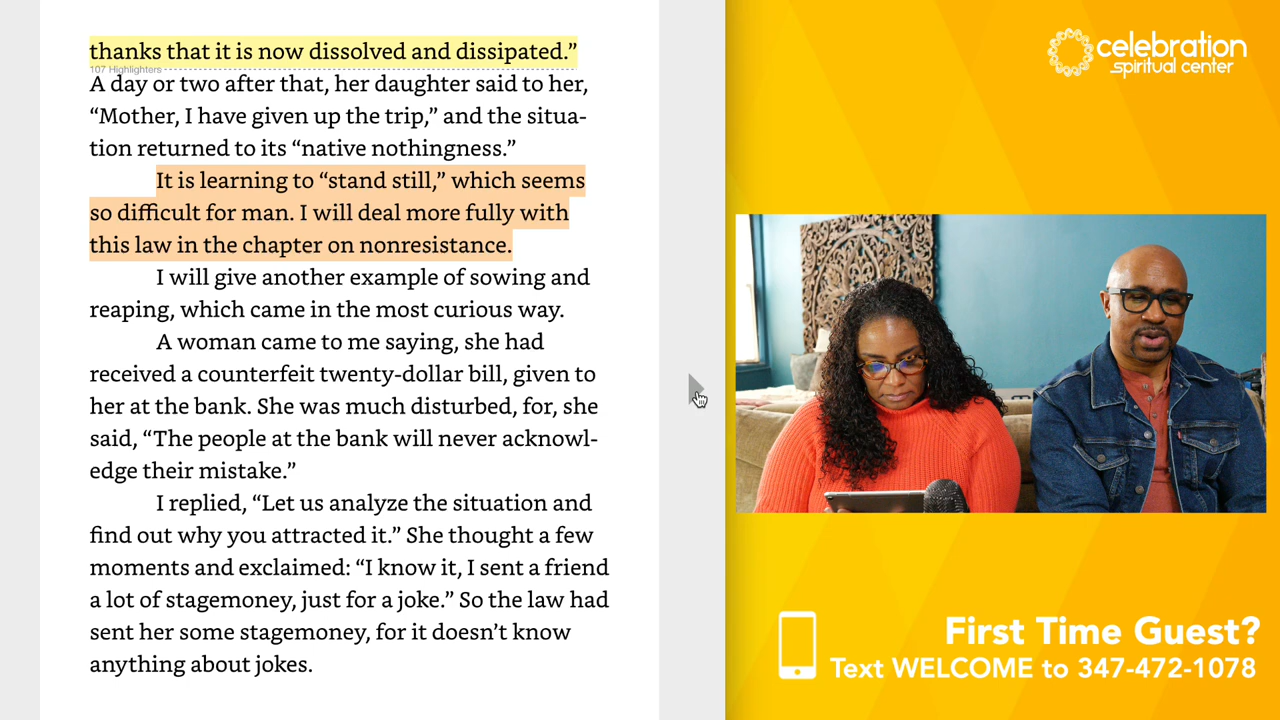 thanks that it is now dissolved and dissipated.”
107 Highlighters
A day or two after that, her daughter said to her,
“Mother, I have given up the trip,” and the situa-
tion returned to its “native nothingness.”
It is learning to “stand still,” which seems
so difficult for man. I will deal more fully with
this law in the chapter on nonresistance.
I will give another example of sowing and
reaping, which came in the most curious way.
A woman came to me saying, she had
received a counterfeit twenty-dollar bill, given to
her at the bank. She was much disturbed, for, she
said, “The people at the bank will never acknowl-
edge their mistake.”
I replied, “Let us analyze the situation and
find out why you attracted it.” She thought a few
moments and exclaimed: “I know it, I sent a friend
a lot of stagemoney, just for a joke.” So the law had
sent her some stagemoney, for it doesn’t know
anything about jokes.
celebration
spiritual center
First Time Guest?
Text WELCOME to 347-472-1078